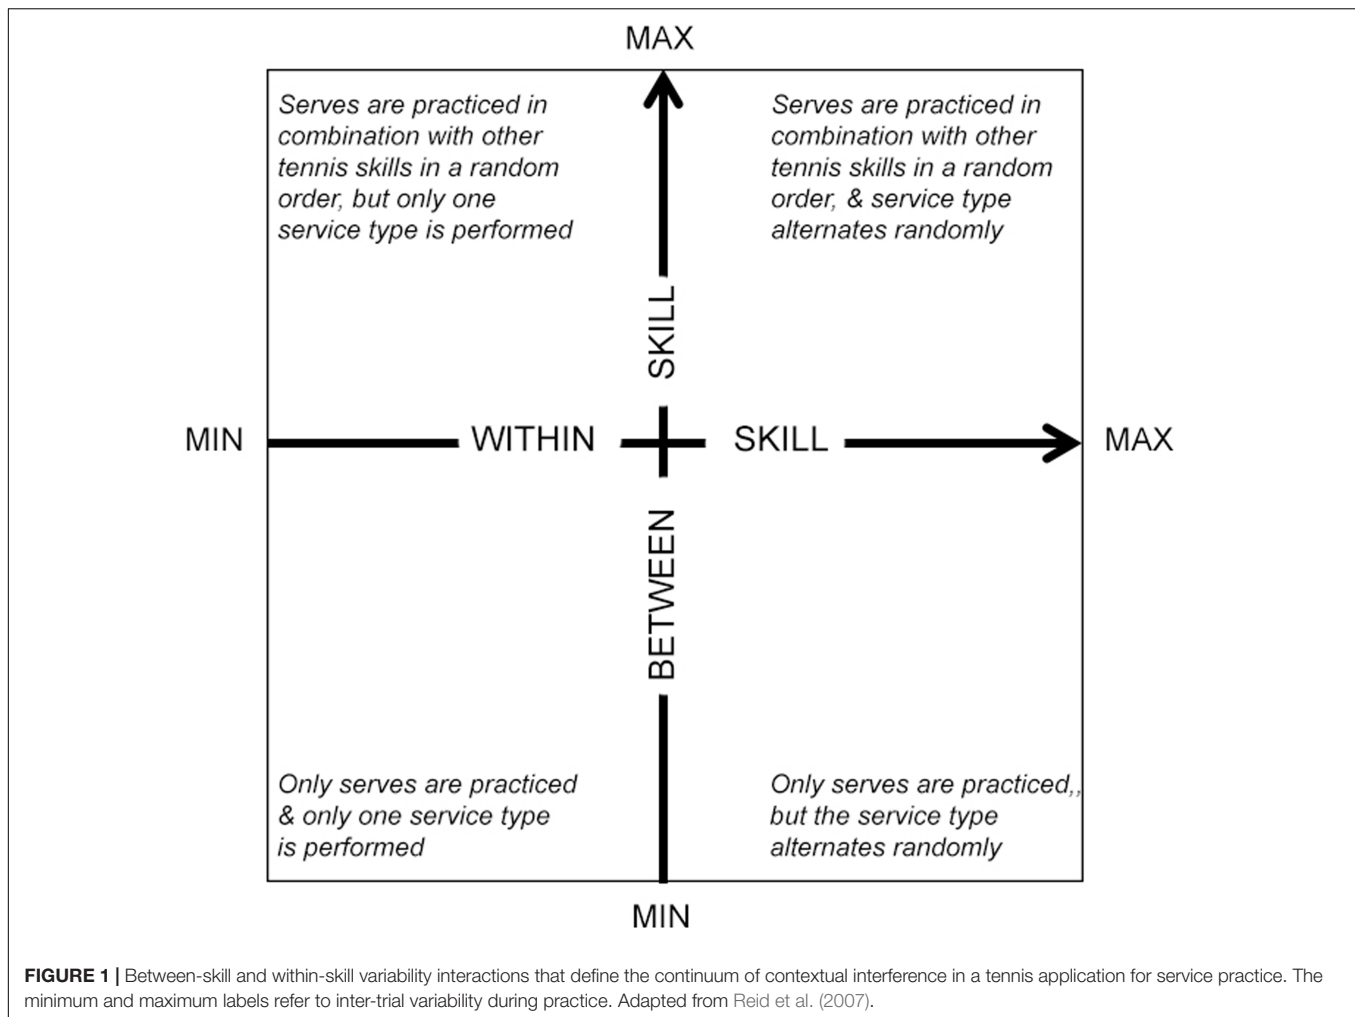 MAX
Serves are practiced in
combination with other
tennis skills in a random
order, but only one
service type is performed
Serves are practiced in
combination with other
tennis skills in a random
order, & service type
alternates randomly
SKILL
MIN
WITHIN
SKILL
MAX
BETWEEN
Only serves are practiced
& only one service type
is performed
Only serves are practiced,,
but the service type
alternates randomly
MIN
FIGURE 1 | Between-skill and within-skill variability interactions that define the continuum of contextual interference in a tennis application for service practice. The
minimum and maximum labels refer to inter-trial variability during practice. Adapted from Reid et al. (2007).